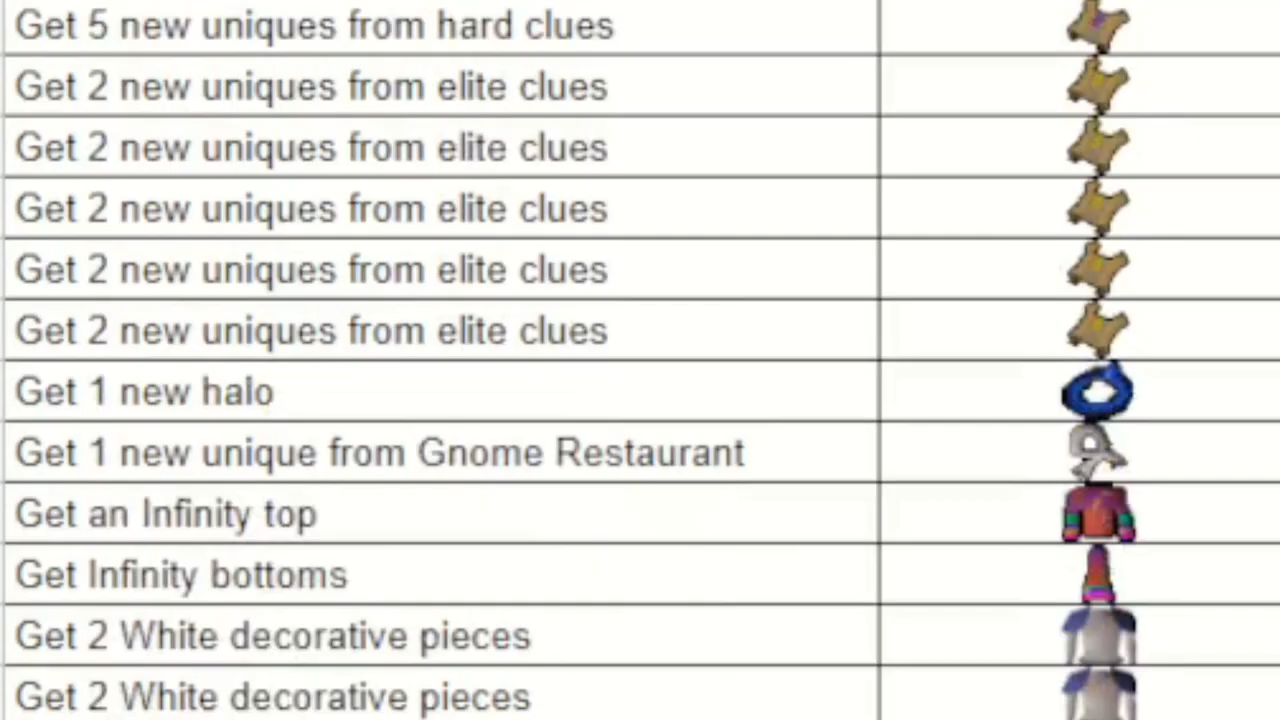 Get 5 new uniques from hard clues
Get 2 new uniques from elite clues
Get 2 new uniques from elite clues
Get 2 new uniques from elite clues
Get 2 new uniques from elite clues
Get 2 new uniques from elite clues
Get 1 new halo
Get 1 new unique from Gnome Restaurant
Get an Infinity top
Get Infinity bottoms
Get 2 White decorative pieces
Get 2 White decorative pieces